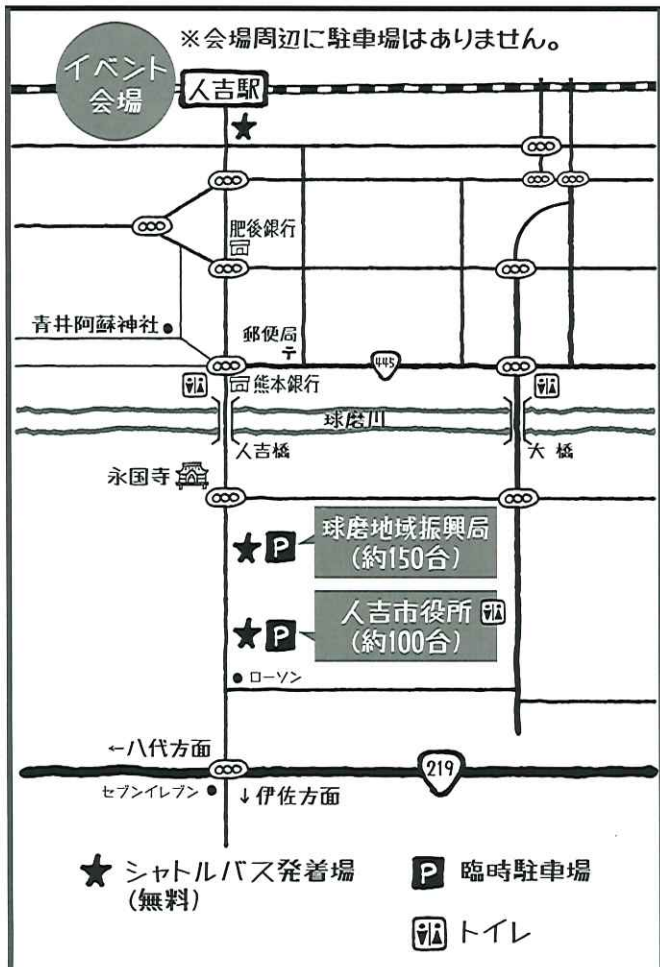 ※会場周辺に駐車場はありません。
イベント
会場
人吉駅
肥後銀行
青井阿蘇神社
郵便局
〒
445
熊本銀行
球磨川
人吉橋
大橋
永国寺
P
球磨地域振興局
(約150台)
P
人吉市役所
(約100台)
ローソン
←八代方面
219
セブンイレブン
↓伊佐方面
★ シャトルバス発着場
(無料)
P 臨時駐車場
トイレ